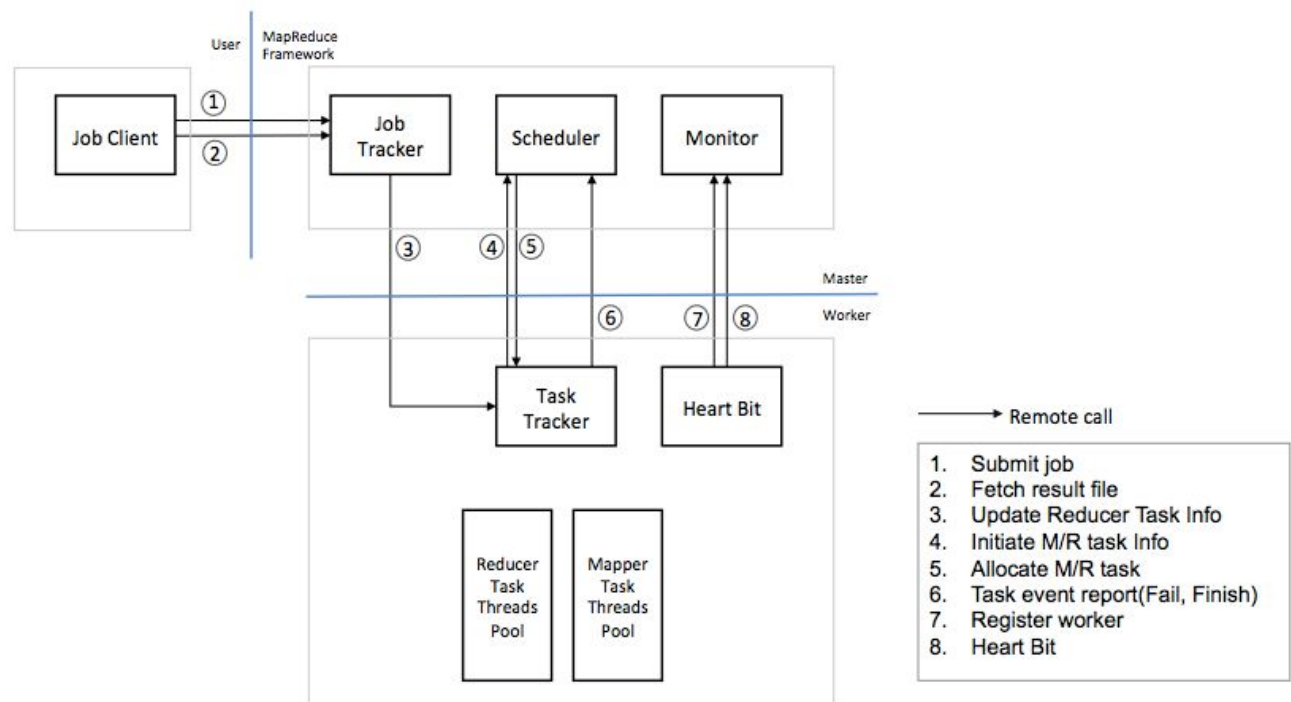 User
MapReduce
Framework
Job Client
①
②
Job
Tracker
Scheduler
Monitor
③
④
⑤
Master
Worker
⑥
⑦
⑧
Task
Tracker
Heart Bit
Reducer
Task
Threads
Pool
Mapper
Task
Threads
Pool
Remote call
1. Submit job
2. Fetch result file
3. Update Reducer Task Info
4. Initiate M/R task Info
5. Allocate M/R task
6. Task event report(Fail, Finish)
7. Register worker
8. Heart Bit